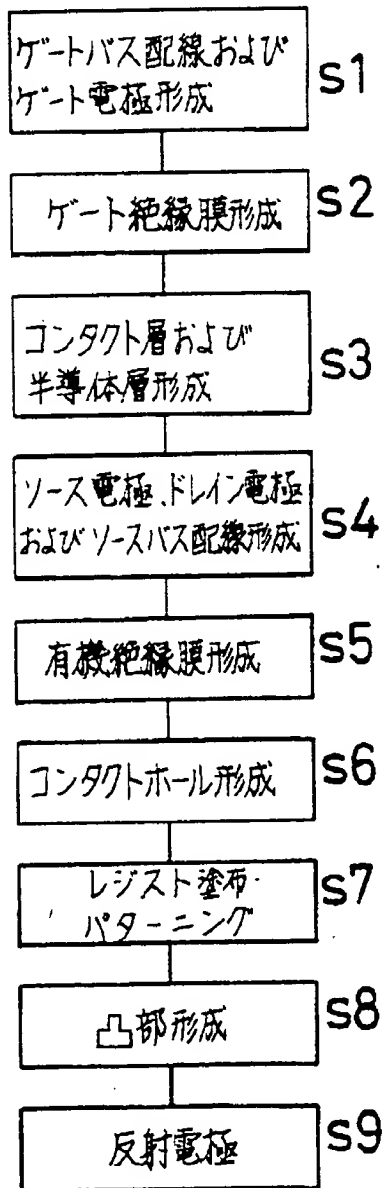 ゲートバス配線および
ゲート電極形成
S1
ゲート絶縁膜形成
S2
コンタクト層および
半導体層形成
S3
ソース電極、ドレイン電極
およびソースバス配線形成
S4
有機絶縁膜形成
S5
コンタクトホール形成
S6
レジスト塗布・
パターニング
S7
凸部形成
S8
反射電極
S9